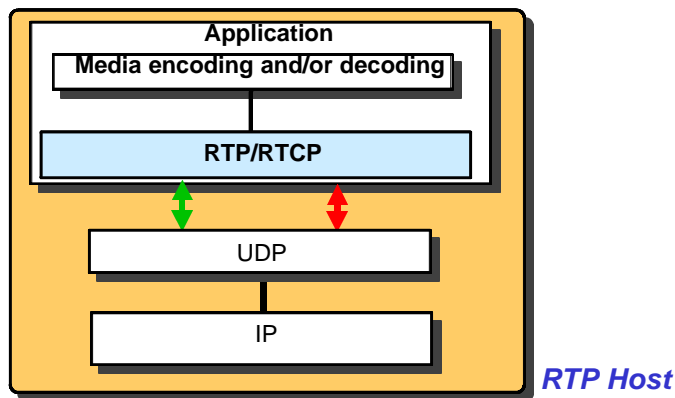 Application
Media encoding and/or decoding
RTP/RTCP
UDP
IP
RTP Host